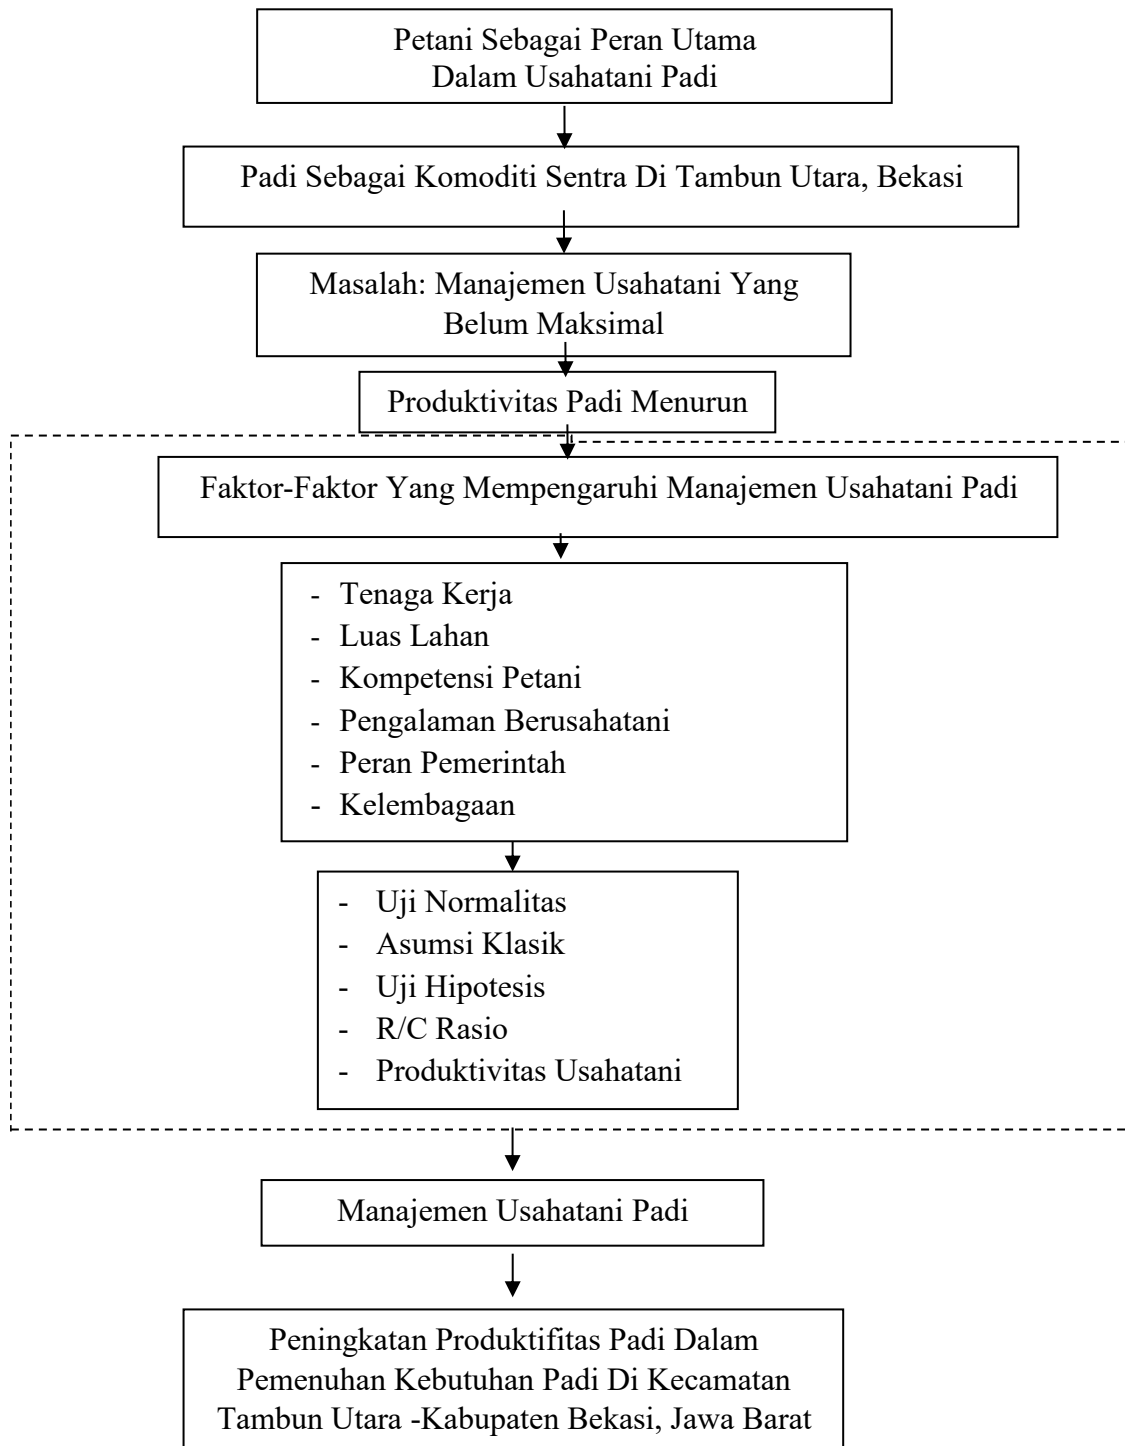 Petani Sebagai Peran Utama
Dalam Usahatani Padi
Padi Sebagai Komoditi Sentra Di Tambun Utara, Bekasi
Masalah: Manajemen Usahatani Yang
Belum Maksimal
Produktivitas Padi Menurun
Faktor-Faktor Yang Mempengaruhi Manajemen Usahatani Padi
- Tenaga Kerja
- Luas Lahan
- Kompetensi Petani
- Pengalaman Berusahatani
- Peran Pemerintah
- Kelembagaan
- Uji Normalitas
- Asumsi Klasik
- Uji Hipotesis
- R/C Rasio
- Produktivitas Usahatani
Manajemen Usahatani Padi
Peningkatan Produktifitas Padi Dalam
Pemenuhan Kebutuhan Padi Di Kecamatan
Tambun Utara -Kabupaten Bekasi, Jawa Barat